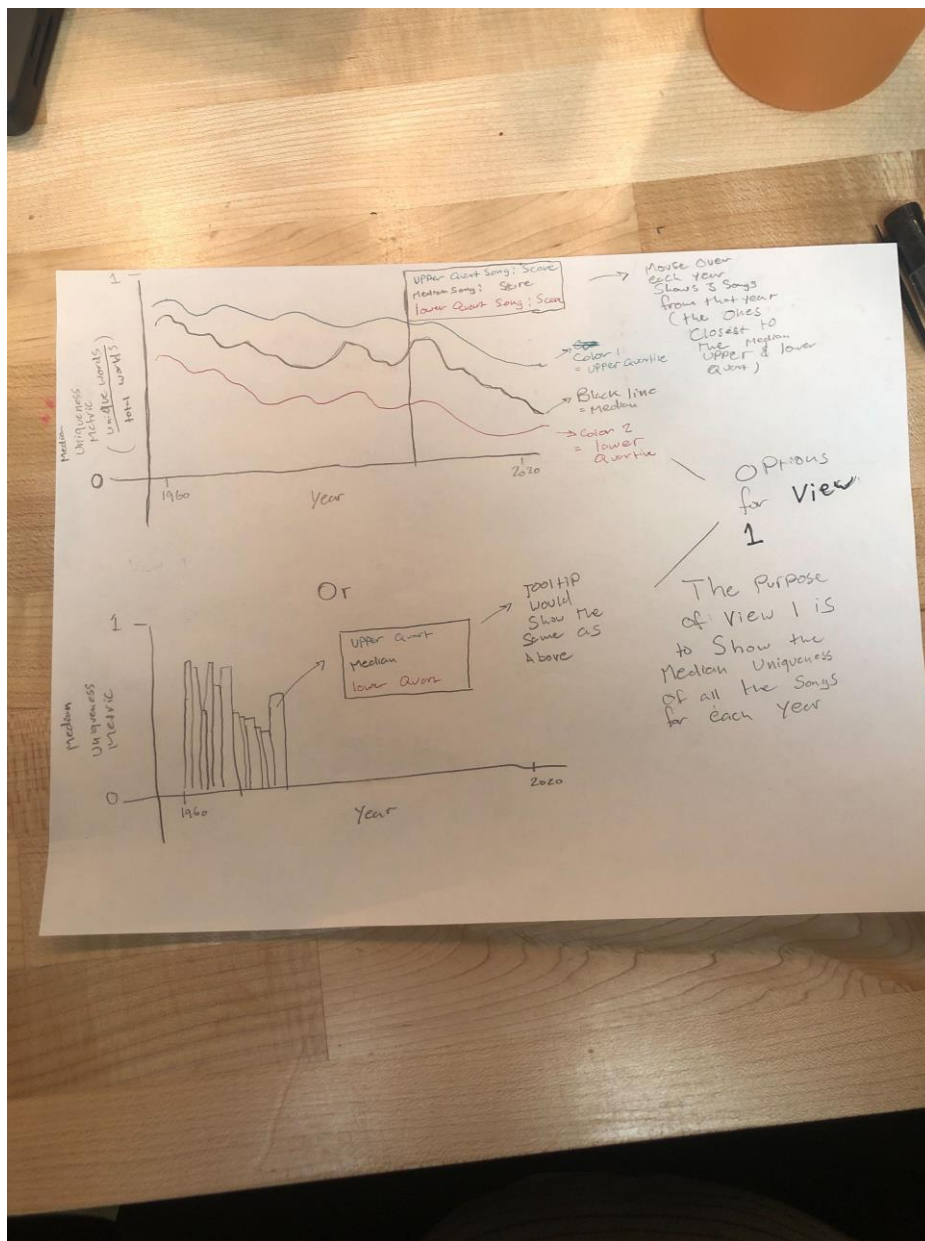 1
Upper Quart Song: Score
Median Song: Score
lower Quart Song: Score
Mouse Over
each Year
Shows 3 Songs
from that year
(the Ones
Closest to
the Median
Upper & lower
Quart)
Color 1
= Upper Quartile
Black line
= Median
Color 2
= lower
Quartile
Median
Uniqueness
Metric
(unique words
total words)
0
1960
Year
2020
Options
for View
1
Or
The Purpose
of View 1 is
to Show the
Median Uniqueness
of all the Songs
for each Year
1
Upper Quart
Median
lower Quart
Tooltip
Would
Show the
Same as
Above
Median
Uniqueness
Metric
0
1960
Year
2020